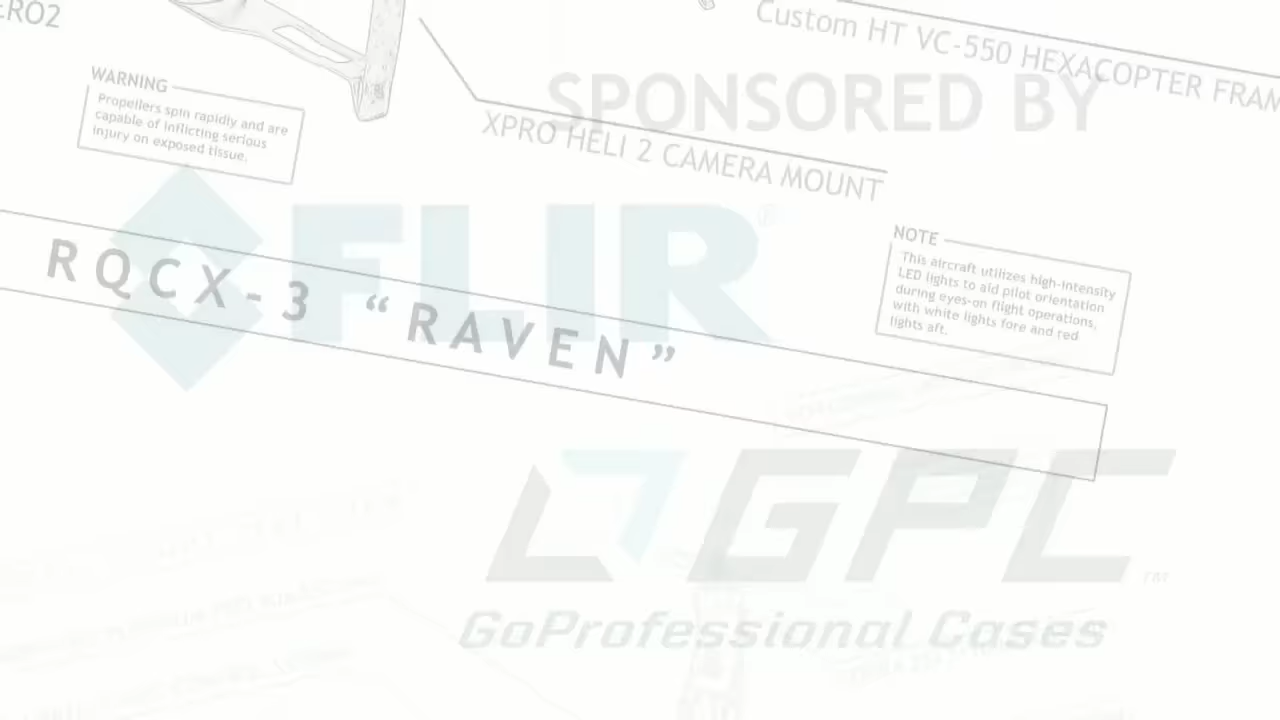 ERO2
Custom HT VC-550 HEXACOPTER FRAM
WARNING
Propellers spin rapidly and are
capable of inflicting serious
injury on exposed tissue.
SPONSORED BY
XPRO HELI 2 CAMERA MOUNT
FLIR®
NOTE
This aircraft utilizes high-intensity
LED lights to aid pilot orientation
during eyes-on flight operations,
with white lights fore and red
lights aft.
RQCX-3 “RAVEN”
GPC™
GoProfessional Cases